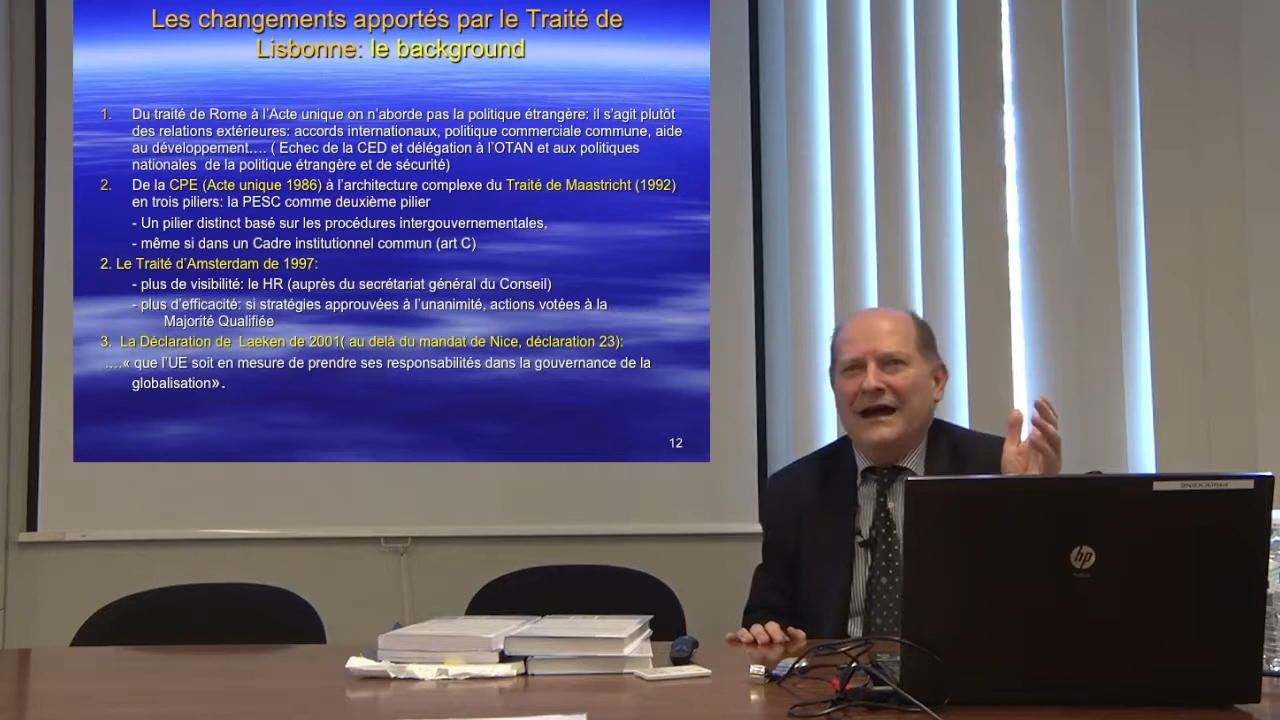 Les changements apportés par le Traité de
Lisbonne: le background
1. Du traité de Rome à l'Acte unique on n'aborde pas la politique étrangère: il s'agit plutôt
des relations extérieures: accords internationaux, politique commerciale commune, aide
au développement.... ( Echec de la CED et délégation à l'OTAN et aux politiques
nationales de la politique étrangère et de sécurité)
2. De la CPE (Acte unique 1986) à l'architecture complexe du Traité de Maastricht (1992)
en trois piliers: la PESC comme deuxième pilier
- Un pilier distinct basé sur les procédures intergouvernementales,
- même si dans un Cadre institutionnel commun (art C)
2. Le Traité d'Amsterdam de 1997:
- plus de visibilité: le HR (auprès du secrétariat général du Conseil)
- plus d'efficacité: si stratégies approuvées à l'unanimité, actions votées à la
Majorité Qualifiée
3. La Déclaration de Laeken de 2001( au delà du mandat de Nice, déclaration 23):
....« que l'UE soit en mesure de prendre ses responsabilités dans la gouvernance de la
globalisation».
12
hp